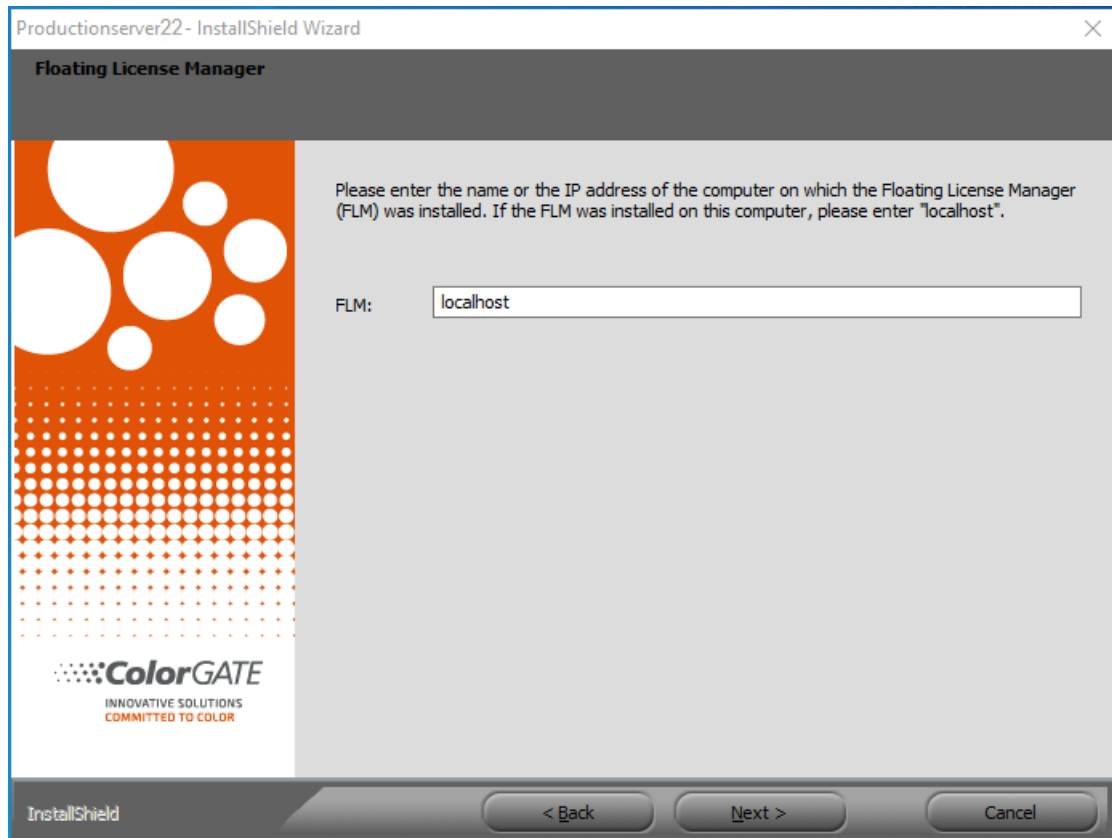 Productionserver22- InstallShield Wizard
Floating License Manager
Please enter the name or the IP address of the computer on which the Floating License Manager
(FLM) was installed. If the FLM was installed on this computer, please enter "localhost".
FLM:
localhost
ColorGATE
INNOVATIVE SOLUTIONS
COMMITTED TO COLOR
InstallShield
< Back
Next >
Cancel